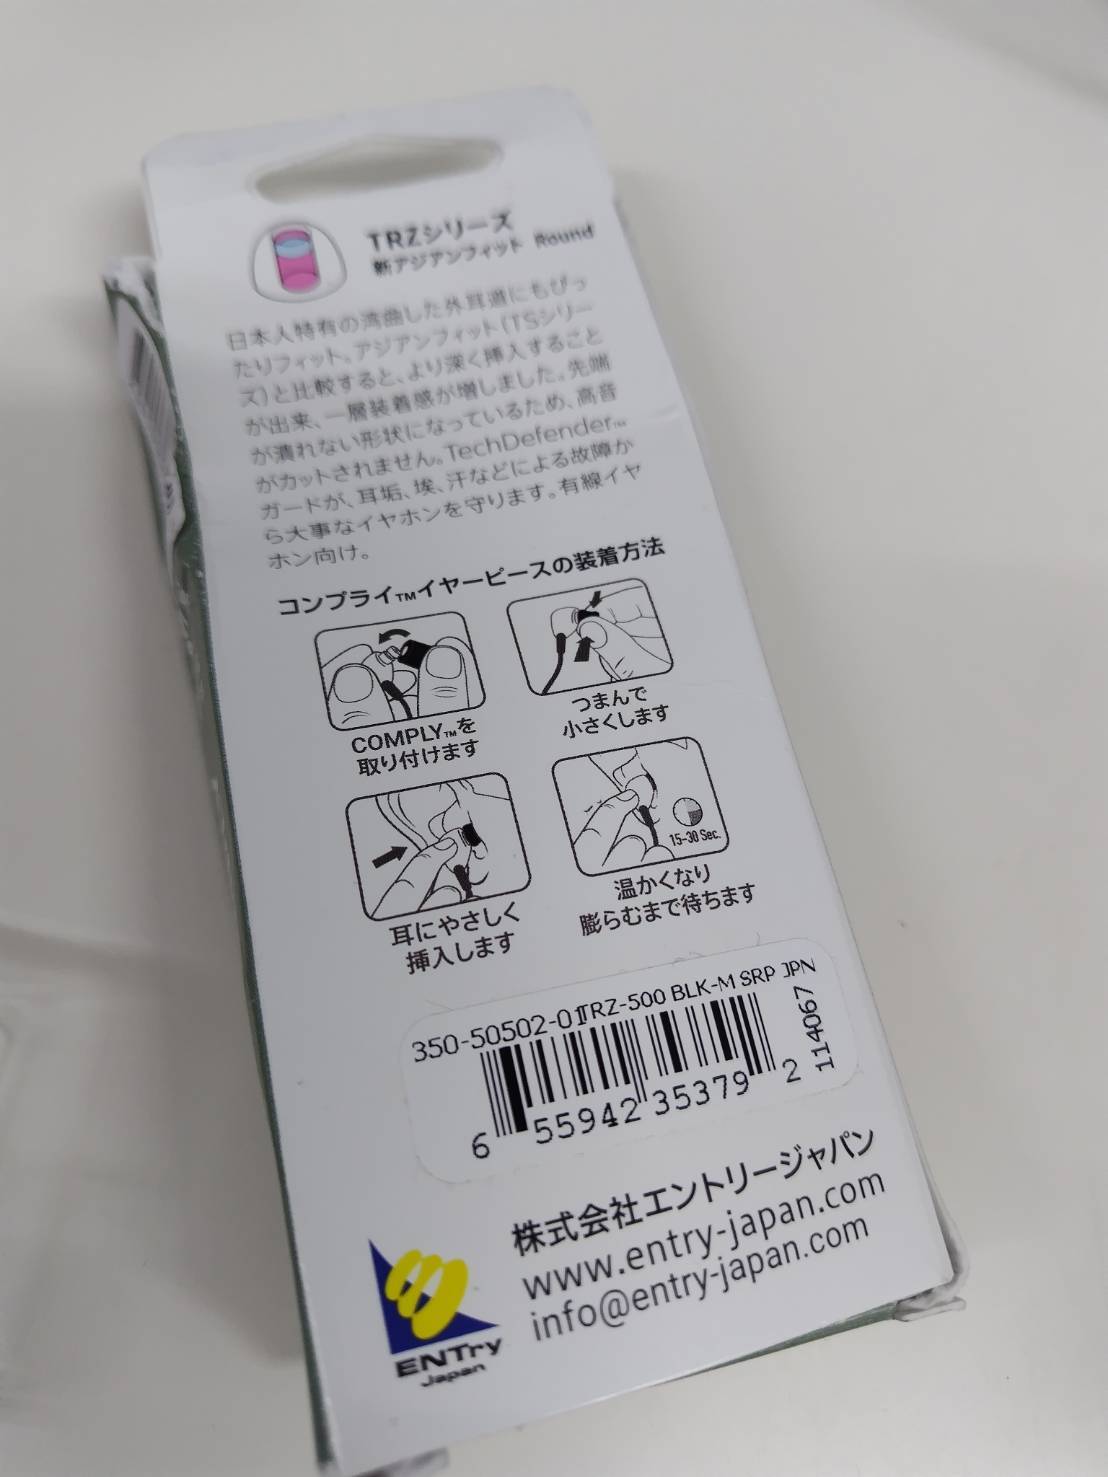 TRZシリーズ
新アジアンフィット Round
日本人特有の湾曲した外耳道にもぴっ
たりフィット。アジアンフィット(TSシリー
ズ)と比較すると、より深く挿入すること
が出来、一層装着感が増しました。先端
が潰れない形状になっているため、高音
がカットされません。TechDefender™
ガードが、耳垢、埃、汗などによる故障か
ら大事なイヤホンを守ります。有線イヤ
ホン向け。
コンプライ™イヤーピースの装着方法
COMPLY™を
取り付けます
つまんで
小さくします
耳にやさしく
挿入します
15-30 Sec.
温かくなり
膨らむまで待ちます
350-50502-01TRZ-500 BLK-M SRP JPN
6 55942 35379 2
114067
株式会社エントリージャパン
www.entry-japan.com
info@entry-japan.com
ENTry
Japan